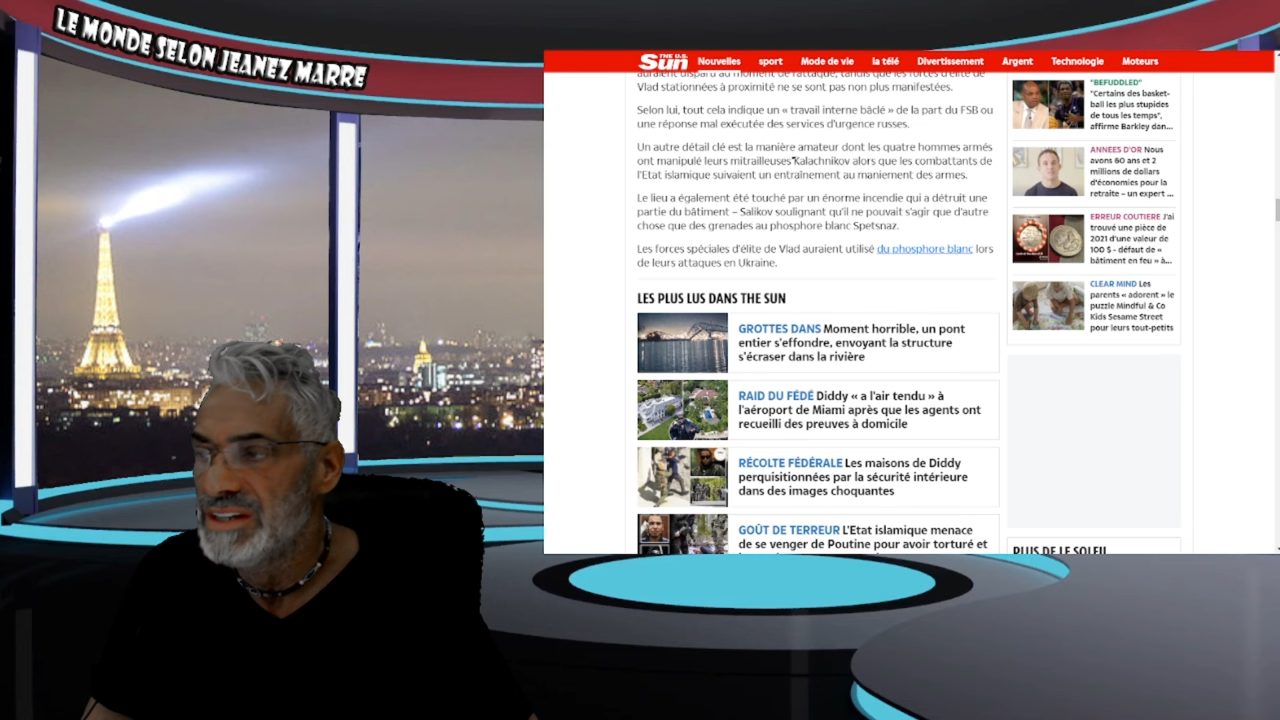 LE MONDE SELON JEANEZ MARRE
THE U.S. Sun
Nouvelles sport Mode de vie la télé Divertissement Argent Technologie Moteurs
auraient disparu au moment de l'attaque, tandis que les forces d'élite de
Vlad stationnées à proximité ne se sont pas non plus manifestées.
Selon lui, tout cela indique un « travail interne bâclé » de la part du FSB ou
une réponse mal exécutée des services d'urgence russes.
Un autre détail clé est la manière amateur dont les quatre hommes armés
ont manipulé leurs mitrailleuses Kalachnikov alors que les combattants de
l'Etat islamique suivaient un entraînement au maniement des armes.
Le lieu a également été touché par un énorme incendie qui a détruit une
partie du bâtiment – Salikov soulignant qu'il ne pouvait s'agir que d'autre
chose que des grenades au phosphore blanc Spetsnaz.
Les forces spéciales d'élite de Vlad auraient utilisé du phosphore blanc lors
de leurs attaques en Ukraine.
LES PLUS LUS DANS THE SUN
GROTTES DANS Moment horrible, un pont
entier s'effondre, envoyant la structure
s'écraser dans la rivière
RAID DU FÉDÉ Diddy « a l'air tendu » à
l'aéroport de Miami après que les agents ont
recueilli des preuves à domicile
RÉCOLTE FÉDÉRALE Les maisons de Diddy
perquisitionnées par la sécurité intérieure
dans des images choquantes
GOÛT DE TERREUR L'Etat islamique menace
de se venger de Poutine pour avoir torturé et
"BEFUDDLED"
"Certains des basket-
ball les plus stupides
de tous les temps",
affirme Barkley dan...
ANNÉES D'OR Nous
avons 60 ans et 2
millions de dollars
d'économies pour la
retraite – un expert ...
ERREUR COUTIERE J'ai
trouvé une pièce de
2021 d'une valeur de
100 $ - défaut de «
bâtiment en feu » à...
CLEAR MIND Les
parents « adorent » le
puzzle Mindful & Co
Kids Sesame Street
pour leurs tout-petits
PLUS DE LE SOLEIL